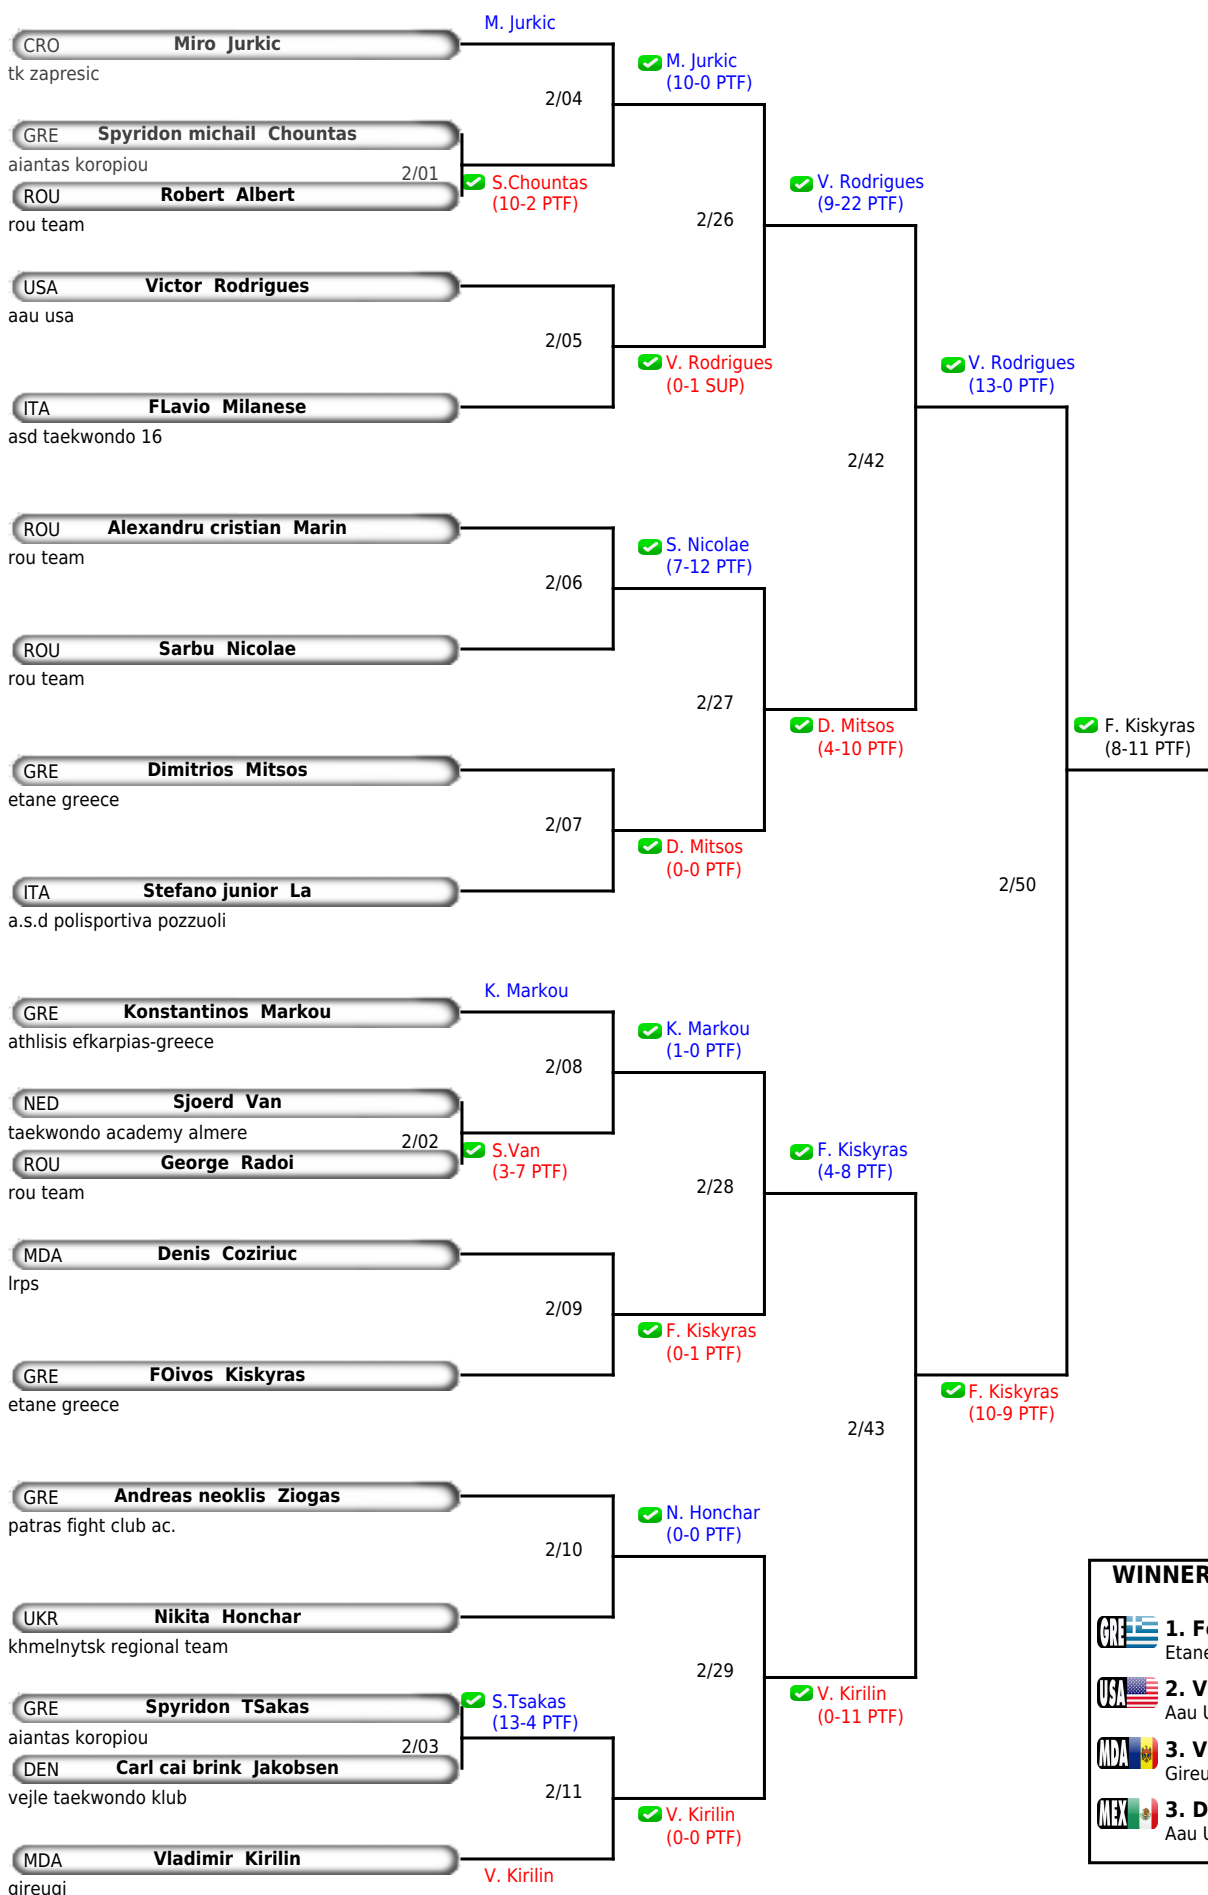 M. Jurkic
CRO Miro Jurkic
tk zapresic
M. Jurkic
(10-0 PTF)
2/04
GRE Spyridon michail Chountas
aiantas koropiou
2/01
S.Chountas
(10-2 PTF)
ROU Robert Albert
rou team
V. Rodrigues
(9-22 PTF)
2/26
USA Victor Rodrigues
aau usa
2/05
V. Rodrigues
(0-1 SUP)
V. Rodrigues
(13-0 PTF)
ITA FLavio Milanese
asd taekwondo 16
2/42
ROU Alexandru cristian Marin
rou team
S. Nicolae
(7-12 PTF)
2/06
ROU Sarbu Nicolae
rou team
2/27
D. Mitsos
(4-10 PTF)
F. Kiskyras
(8-11 PTF)
GRE Dimitrios Mitsos
etane greece
2/07
D. Mitsos
(0-0 PTF)
ITA Stefano junior La
a.s.d polisportiva pozzuoli
2/50
K. Markou
GRE Konstantinos Markou
athlisis efkarpias-greece
K. Markou
(1-0 PTF)
2/08
NED Sjoerd Van
taekwondo academy almere
2/02
S.Van
(3-7 PTF)
ROU George Radoi
rou team
F. Kiskyras
(4-8 PTF)
2/28
MDA Denis Coziriuc
lrps
2/09
F. Kiskyras
(0-1 PTF)
GRE FOivos Kiskyras
etane greece
F. Kiskyras
(10-9 PTF)
2/43
GRE Andreas neoklis Ziogas
patras fight club ac.
N. Honchar
(0-0 PTF)
2/10
UKR Nikita Honchar
khmelnytsk regional team
2/29
V. Kirilin
(0-11 PTF)
GRE Spyridon TSakas
aiantas koropiou
S.Tsakas
(13-4 PTF)
2/03
DEN Carl cai brink Jakobsen
vejle taekwondo klub
2/11
V. Kirilin
(0-0 PTF)
MDA Vladimir Kirilin
gireugi
V. Kirilin
WINNER
GRE 1. F
Etane
USA 2. V
Aau U
MDA 3. V
Gireu
MEX 3. D
Aau U